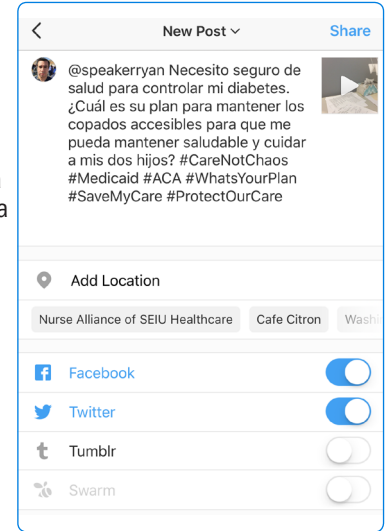 New Post
Share
@speakerryan Necesito seguro de
salud para controlar mi diabetes.
¿Cuál es su plan para mantener los
copados accesibles para que me
pueda mantener saludable y cuidar
a mis dos hijos? #CareNotChaos
#Medicaid #ACA #WhatsYourPlan
#SaveMyCare #ProtectOurCare
a
Add Location
Nurse Alliance of SEIU Healthcare
Cafe Citron
Washi
Facebook
Twitter
Tumblr
Swarm